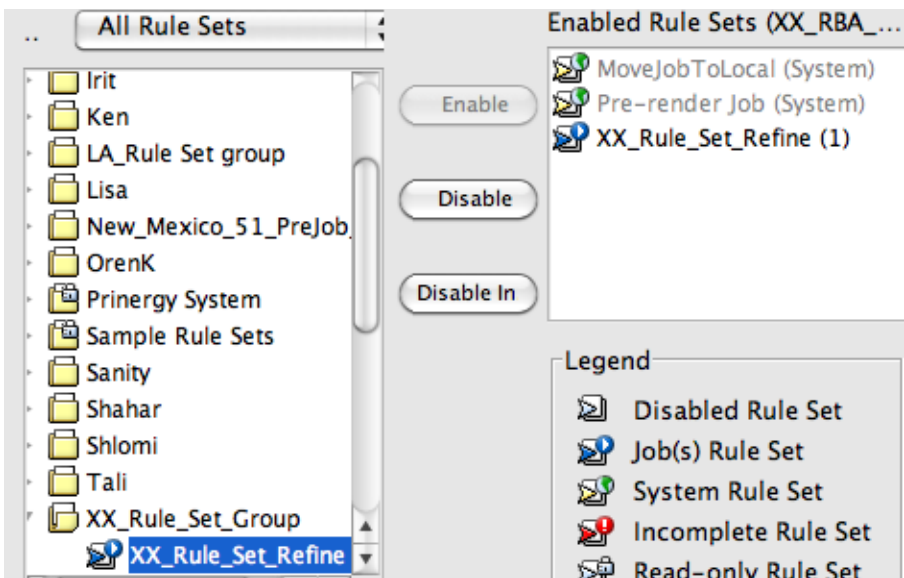 ..
All Rule Sets
Irit
Ken
LA_Rule Set group
Lisa
New_Mexico_51_PreJob_
OrenK
Prinergy System
Sample Rule Sets
Sanity
Shahar
Shlomi
Tali
XX_Rule_Set_Group
XX_Rule_Set_Refine
Enable
Disable
Disable In
Enabled Rule Sets (XX_RBA_...
MoveJobToLocal (System)
Pre-render Job (System)
XX_Rule_Set_Refine (1)
Legend
Disabled Rule Set
Job(s) Rule Set
System Rule Set
Incomplete Rule Set
Read-only Rule Set